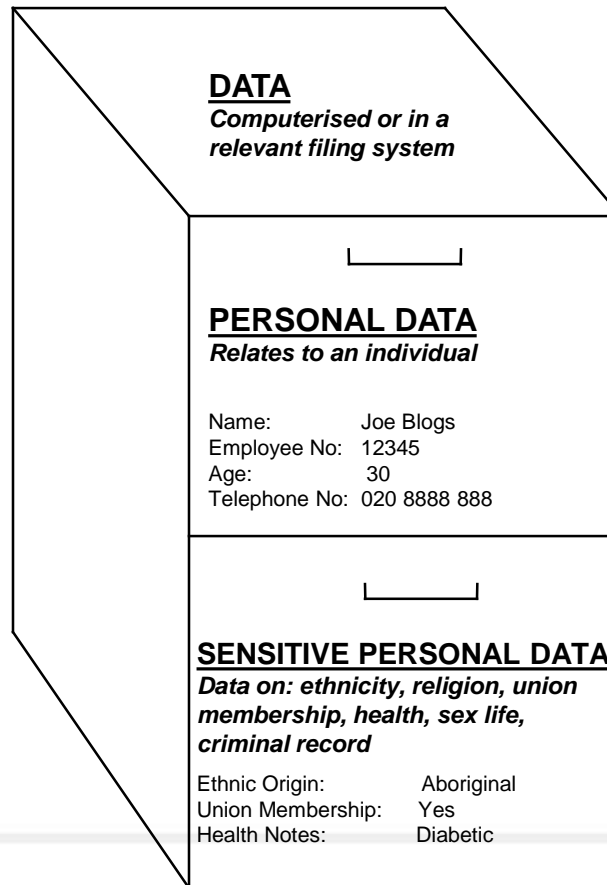 DATA
Computerised or in a
relevant filing system
PERSONAL DATA
Relates to an individual
Name: Joe Blogs
Employee No: 12345
Age: 30
Telephone No: 020 8888 888
SENSITIVE PERSONAL DATA
Data on: ethnicity, religion, union
membership, health, sex life,
criminal record
Ethnic Origin: Aboriginal
Union Membership: Yes
Health Notes: Diabetic